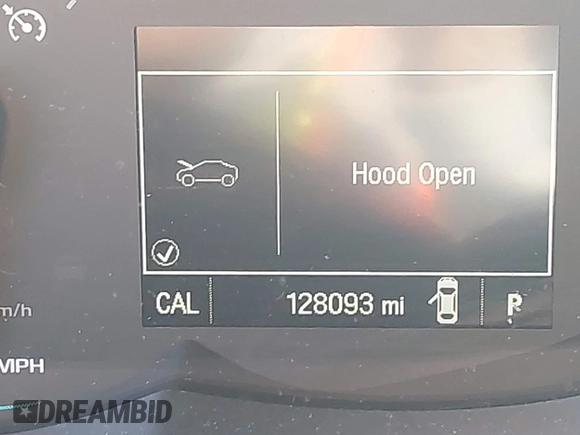 Hood Open
CAL 128093 mi P
m/h
MPH
DREAMBID